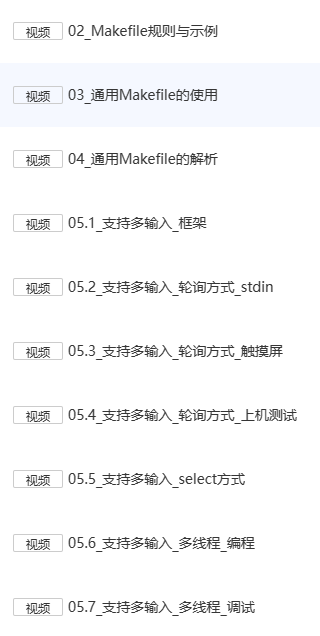 视频 02_Makefile规则与示例
视频 03_通用Makefile的使用
视频 04_通用Makefile的解析
视频 05.1_支持多输入_框架
视频 05.2_支持多输入_轮询方式_stdin
视频 05.3_支持多输入_轮询方式_触摸屏
视频 05.4_支持多输入_轮询方式_上机测试
视频 05.5_支持多输入_select方式
视频 05.6_支持多输入_多线程_编程
视频 05.7_支持多输入_多线程_调试